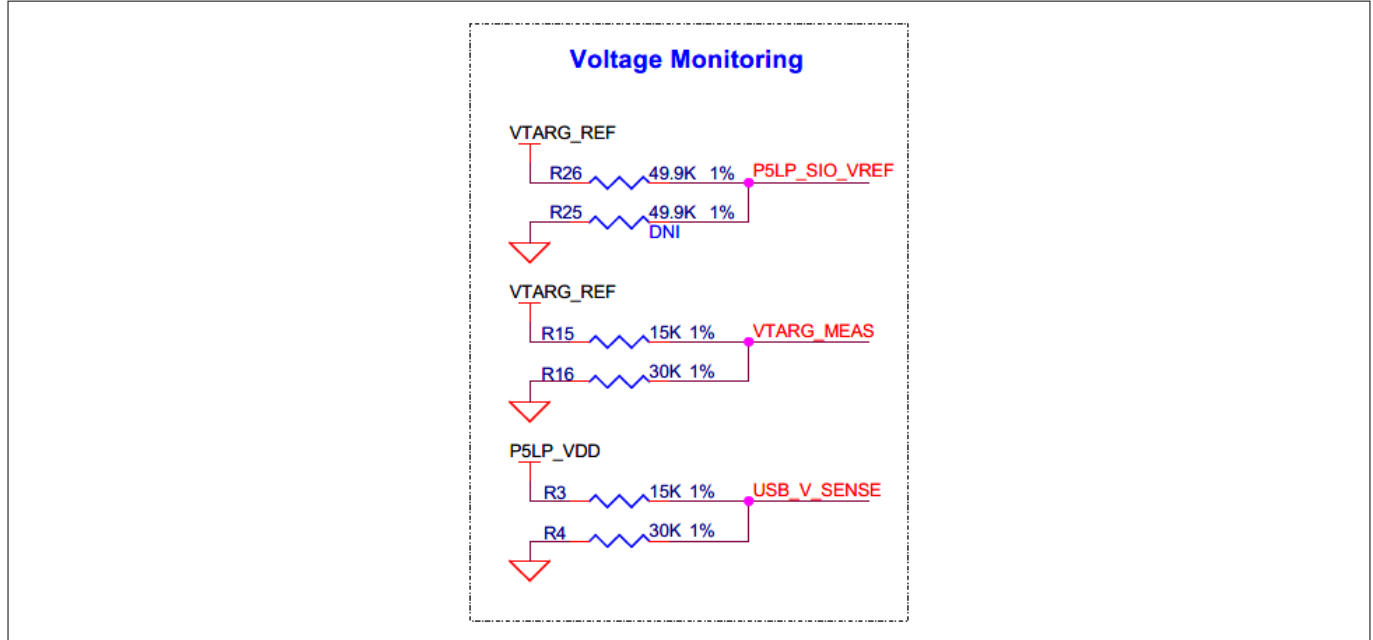 Voltage Monitoring
VTARG_REF
R26 49.9K 1% P5LP_SIO_VREF
R25 49.9K 1%
DNI
VTARG_REF
R15 15K 1% VTARG_MEAS
R16 30K 1%
P5LP_VDD
R3 15K 1% USB_V_SENSE
R4 30K 1%